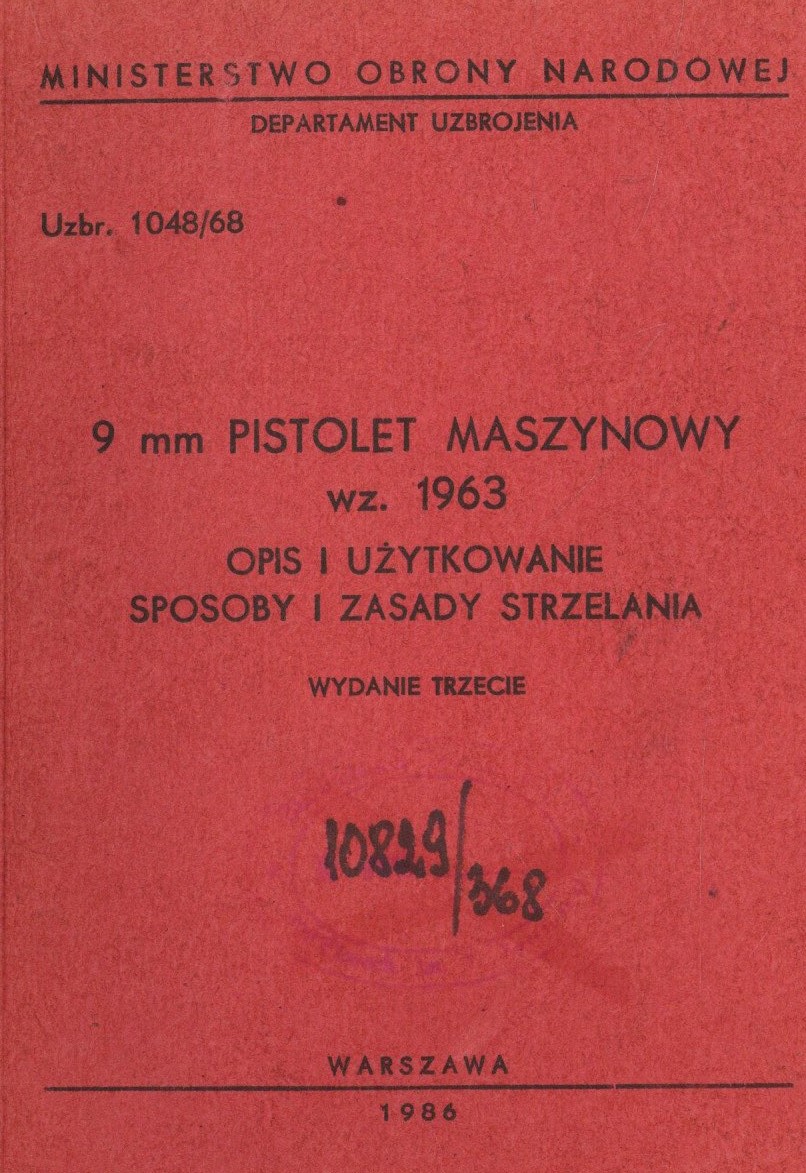 MINISTERSTWO OBRONY NARODOWEJ
DEPARTAMENT UZBROJENIA
Uzbr. 1048/68
9 mm PISTOLET MASZYNOWY
wz. 1963
OPIS I UŻYTKOWANIE
SPOSOBY I ZASADY STRZELANIA
WYDANIE TRZECIE
10829/368
WARSZAWA
1986